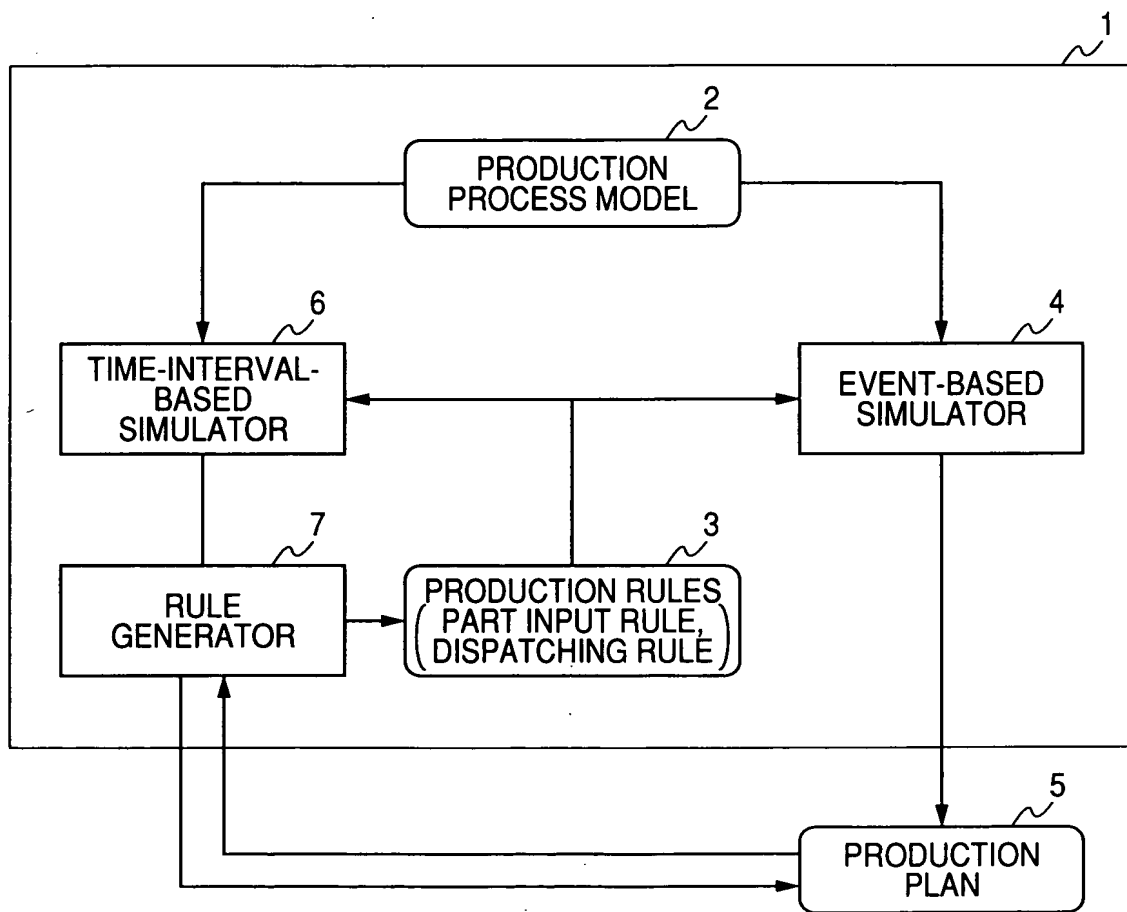 1
2
PRODUCTION
PROCESS MODEL
6
TIME-INTERVAL-
BASED
SIMULATOR
4
EVENT-BASED
SIMULATOR
7
RULE
GENERATOR
3
PRODUCTION RULES
(PART INPUT RULE,
DISPATCHING RULE)
5
PRODUCTION
PLAN